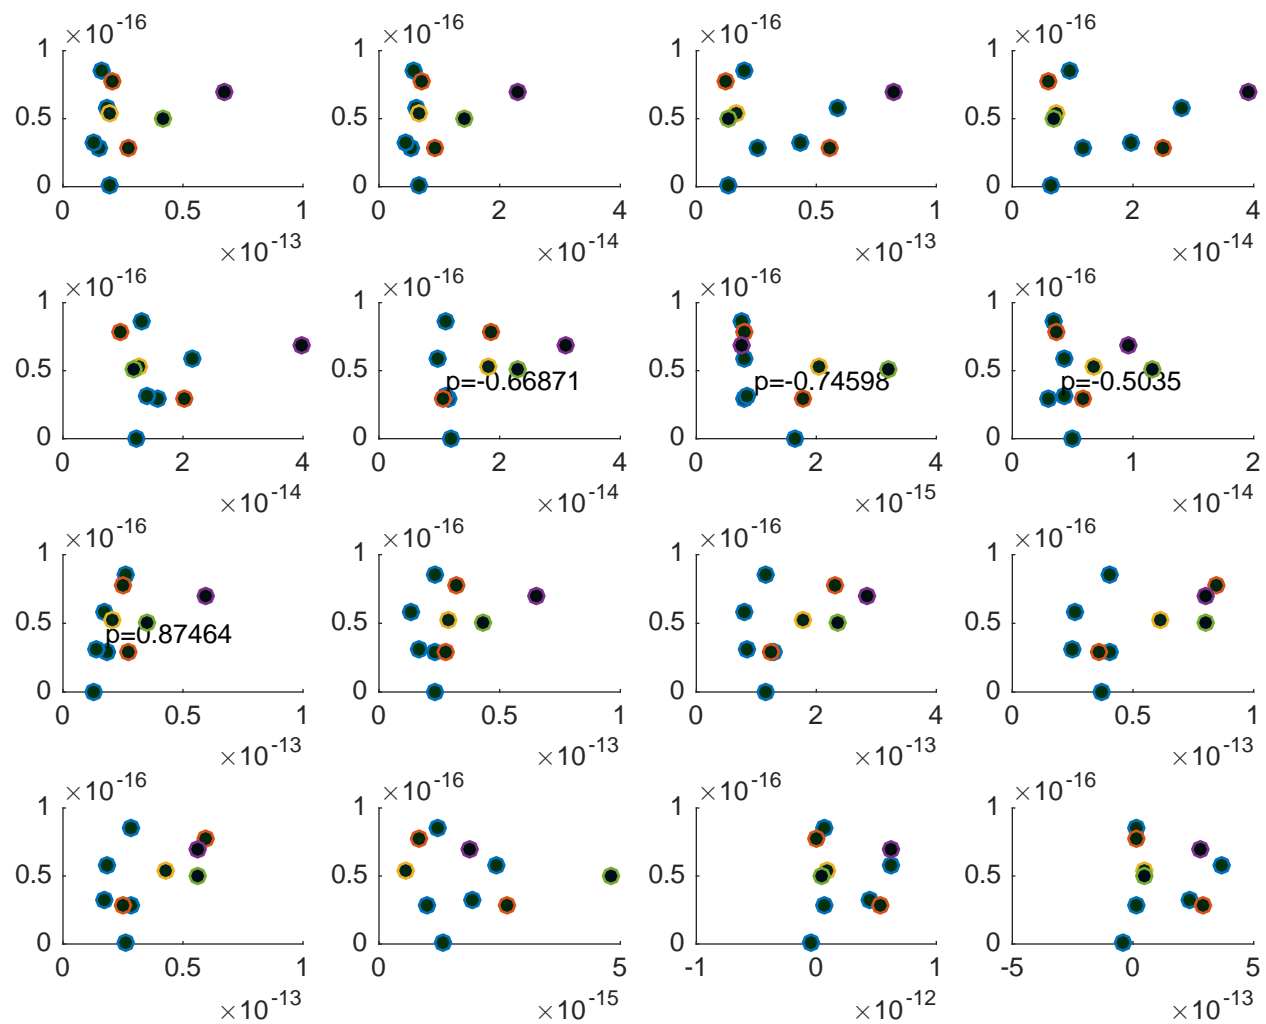 ×10-16 ×10-16 ×10-16 ×10-16
1 1 1 1
0.5 0.5 0.5 0.5
0 0 0 0
0 0.5 1 0 2 4 0 0.5 1 0 2 4
×10-13 ×10-14 ×10-13 ×10-14
×10-16 ×10-16 ×10-16 ×10-16
1 1 1 1
0.5 0.5 0.5 0.5
p=-0.66871 p=-0.74598 p=-0.5035
0 0 0 0
0 2 4 0 2 4 0 2 4 0 1 2
×10-14 ×10-14 ×10-15 ×10-14
×10-16 ×10-16 ×10-16 ×10-16
1 1 1 1
0.5 0.5 0.5 0.5
p=0.87464
0 0 0 0
0 0.5 1 0 0.5 1 0 2 4 0 0.5 1
×10-13 ×10-13 ×10-13 ×10-13
×10-16 ×10-16 ×10-16 ×10-16
1 1 1 1
0.5 0.5 0.5 0.5
0 0 0 0
0 0.5 1 0 5 -1 0 1 -5 0 5
×10-13 ×10-15 ×10-12 ×10-13